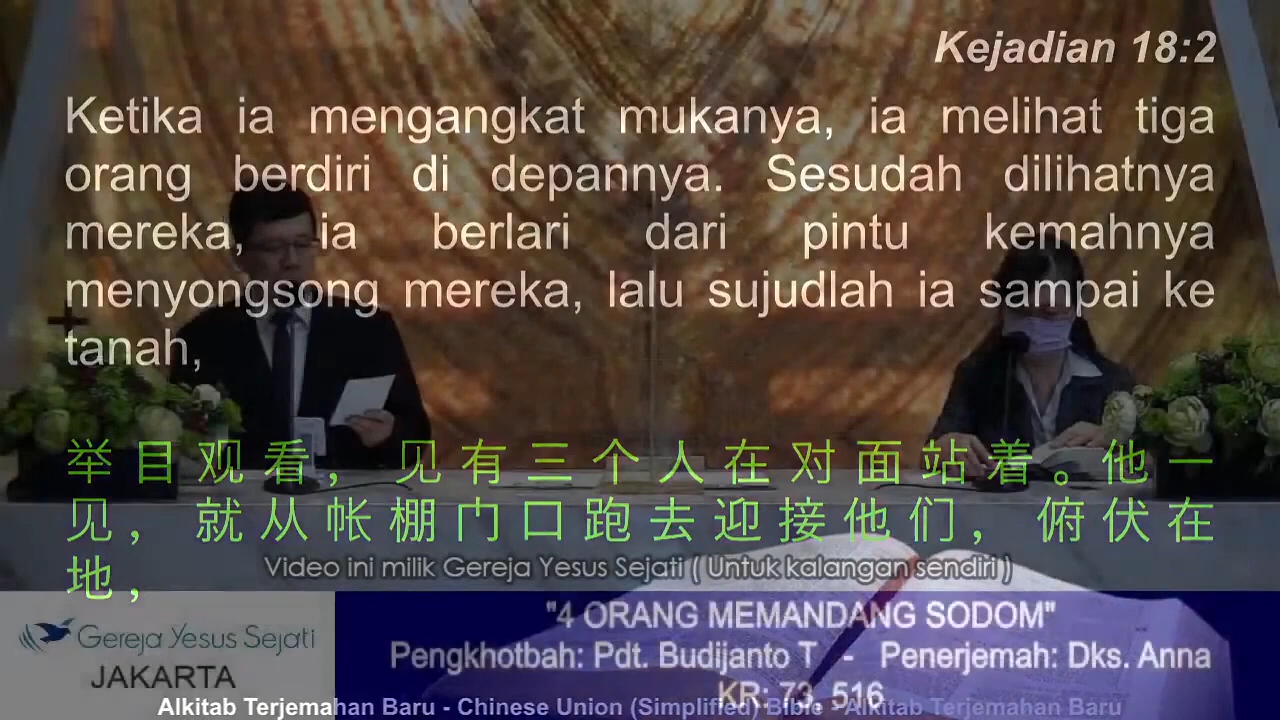 Kejadian 18:2
Ketika ia mengangkat mukanya, ia melihat tiga
orang berdiri di depannya. Sesudah dilihatnya
mereka, ia berlari dari pintu kemahnya
menyongsong mereka, lalu sujudlah ia sampai ke
tanah,
举目观看，见有三个人在对面站着。他一
见，就从帐棚门口跑去迎接他们，俯伏在
地，
Video ini milik Gereja Yesus Sejati ( Untuk kalangan sendiri )
Gereja Yesus Sejati
JAKARTA
"4 ORANG MEMANDANG SODOM"
Pengkhotbah: Pdt. Budijanto T - Penerjemah: Dks. Anna
KR: 73, 516
Alkitab Terjemahan Baru - Chinese Union (Simplified) Bible - Alkitab Terjemahan Baru